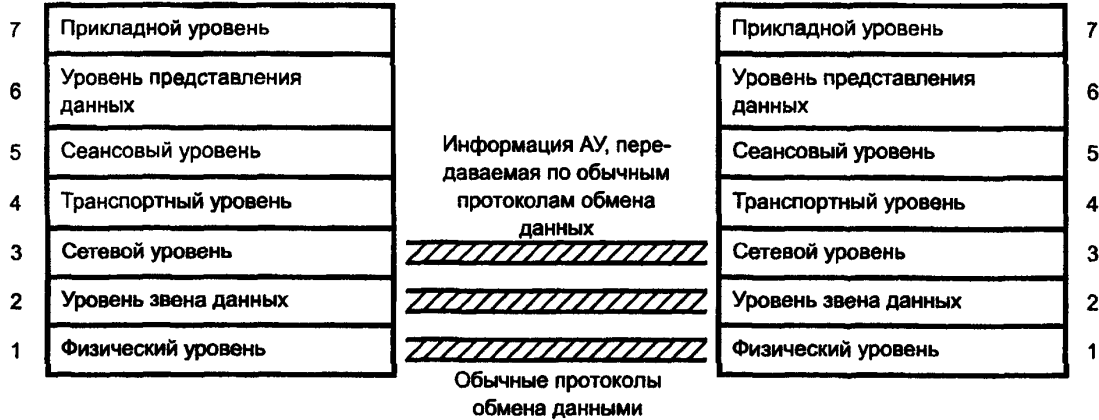 7 Прикладной уровень
6 Уровень представления
данных
5 Сеансовый уровень
4 Транспортный уровень
3 Сетевой уровень
2 Уровень звена данных
1 Физический уровень
Информация АУ, пере-
даваемая по обычным
протоколам обмена
данных
Обычные протоколы
обмена данными
Прикладной уровень 7
Уровень представления 6
данных
Сеансовый уровень 5
Транспортный уровень 4
Сетевой уровень 3
Уровень звена данных 2
Физический уровень 1